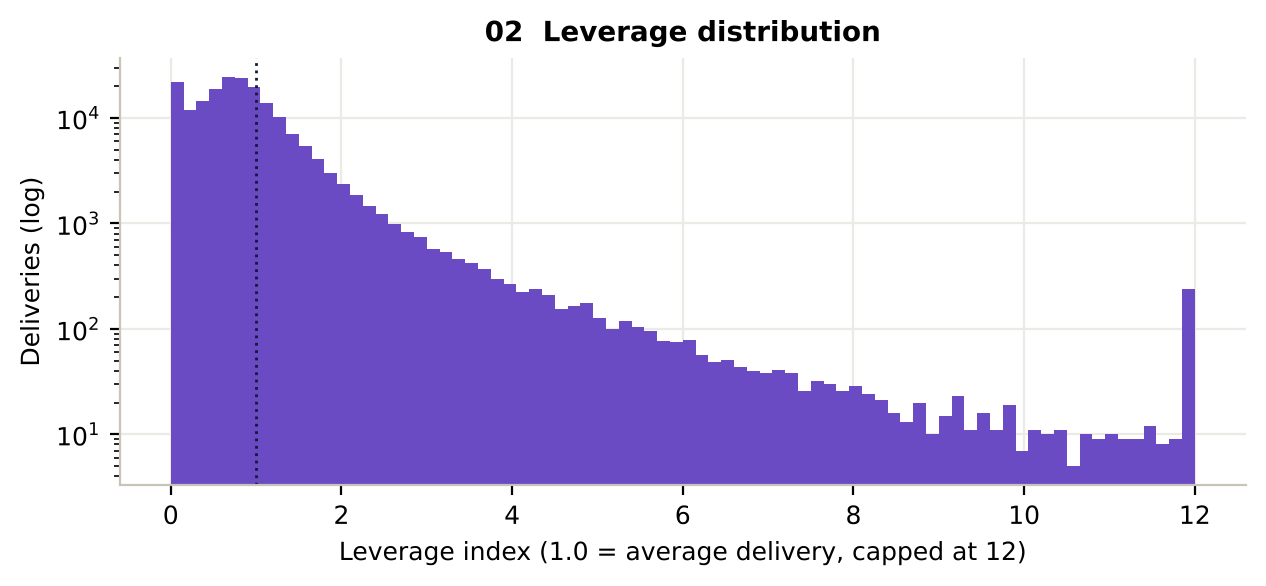 02  Leverage distribution
Deliveries (log)
10⁴
10³
10²
10¹
0 2 4 6 8 10 12
Leverage index (1.0 = average delivery, capped at 12)